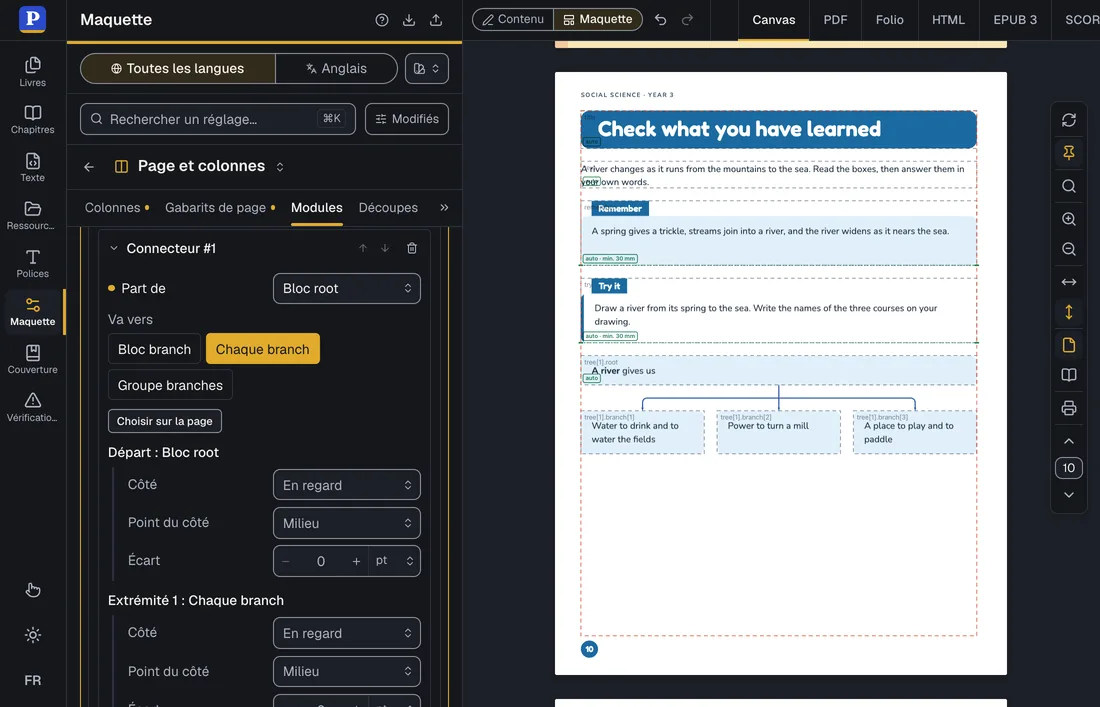 P
Maquette
Contenu
Maquette
Canvas
PDF
Folio
HTML
EPUB 3
SCOR
Livres
Chapitres
Texte
Ressourc...
Polices
Maquette
Couverture
Vérificatio...
FR
Toutes les langues
Anglais
Rechercher un réglage...
⌘K
Modifiés
Page et colonnes
Colonnes
Gabarits de page
Modules
Découpes
»
Connecteur #1
Part de
Bloc root
Va vers
Bloc branch
Chaque branch
Groupe branches
Choisir sur la page
Départ : Bloc root
Côté
En regard
Point du côté
Milieu
Écart
− 0 + pt
Extrémité 1 : Chaque branch
Côté
En regard
Point du côté
Milieu
SOCIAL SCIENCE · YEAR 3
Check what you have learned
auto
A river changes as it runs from the mountains to the sea. Read the boxes, then answer them in
your own words.
Remember
A spring gives a trickle, streams join into a river, and the river widens as it nears the sea.
auto · min. 30 mm
Try it
Draw a river from its spring to the sea. Write the names of the three courses on your
drawing.
auto · min. 30 mm
tree[1].root
A river gives us
auto
tree[1].branch[1]
Water to drink and to
water the fields
tree[1].branch[2]
Power to turn a mill
tree[1].branch[3]
A place to play and to
paddle
10
10